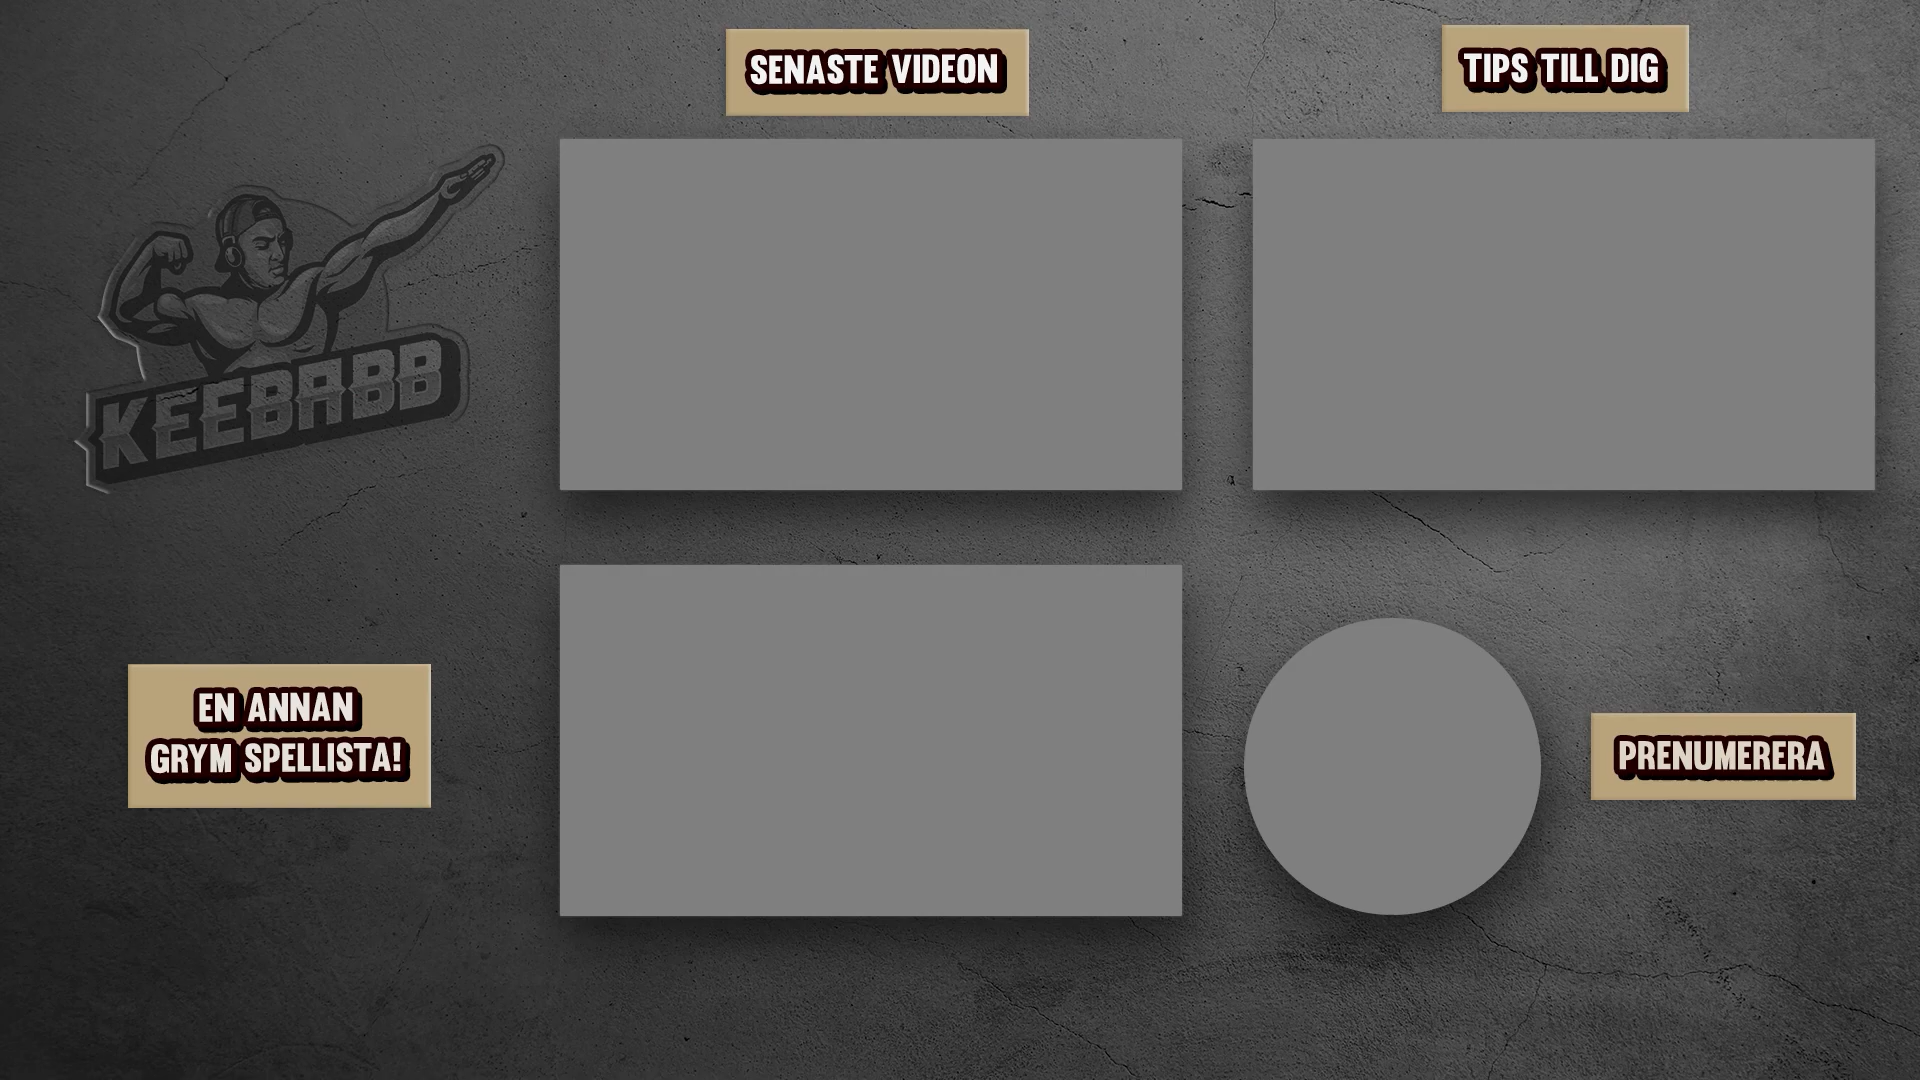 SENASTE VIDEON
TIPS TILL DIG
KEEBABB
EN ANNAN
GRYM SPELLISTA!
PRENUMERERA